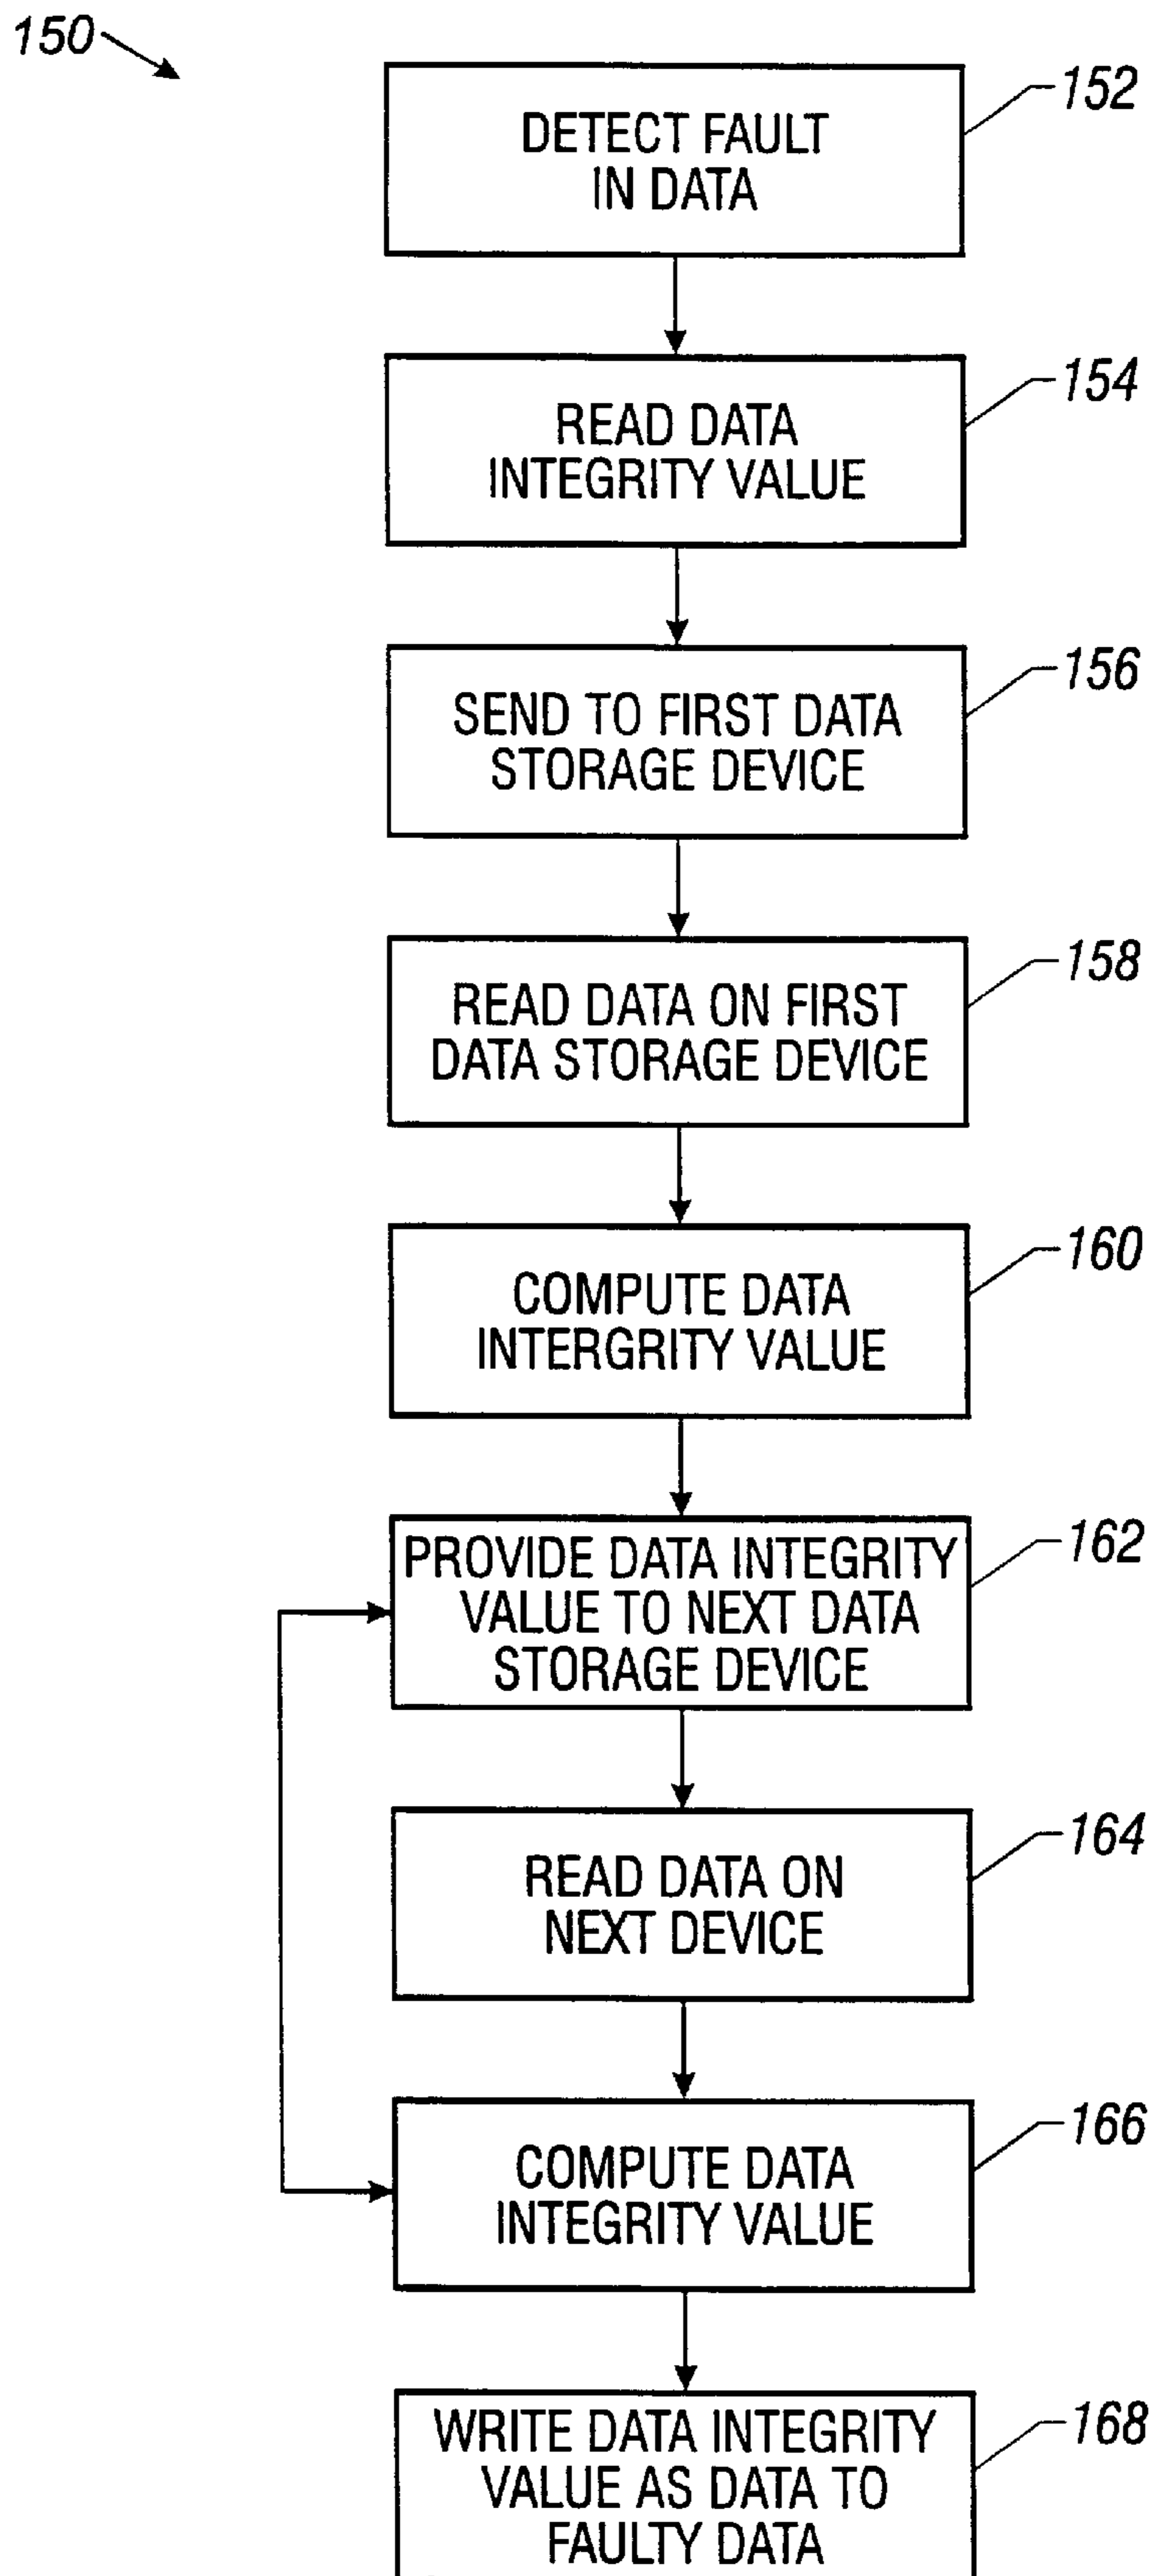 150
152
DETECT FAULT
IN DATA
154
READ DATA
INTEGRITY VALUE
156
SEND TO FIRST DATA
STORAGE DEVICE
158
READ DATA ON FIRST
DATA STORAGE DEVICE
160
COMPUTE DATA
INTERGRITY VALUE
162
PROVIDE DATA INTEGRITY
VALUE TO NEXT DATA
STORAGE DEVICE
164
READ DATA ON
NEXT DEVICE
166
COMPUTE DATA
INTEGRITY VALUE
168
WRITE DATA INTEGRITY
VALUE AS DATA TO
FAULTY DATA